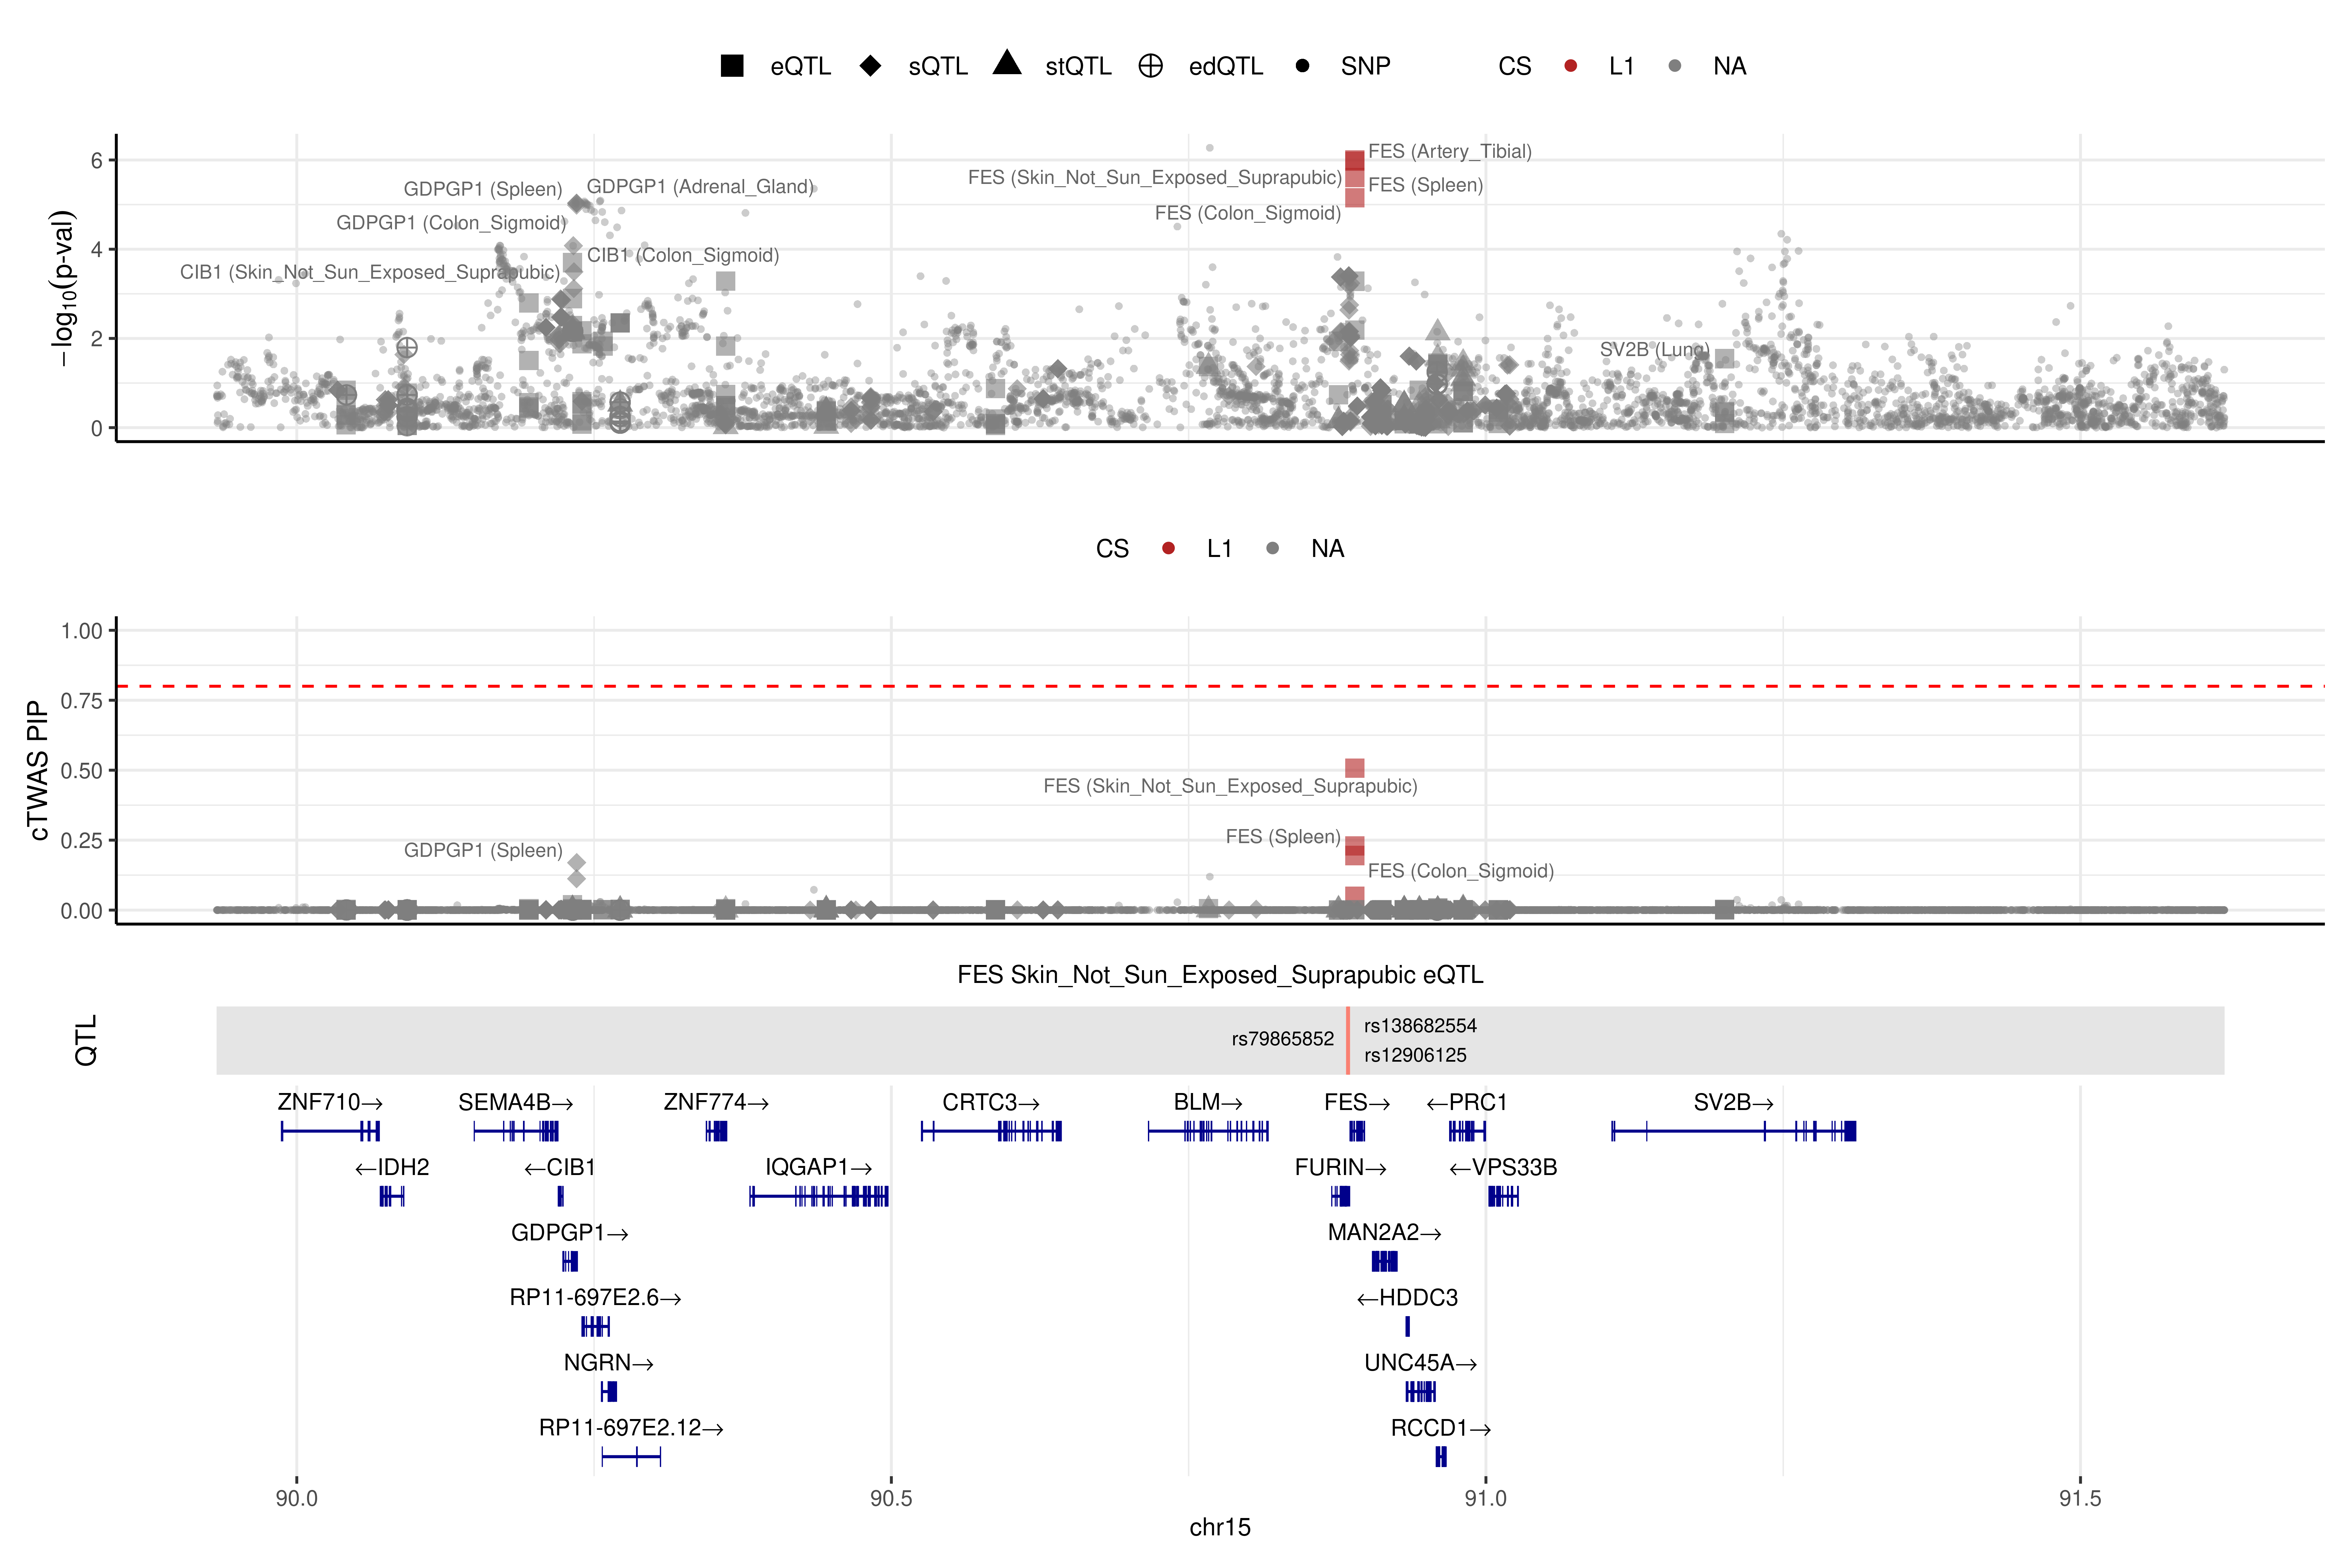 eQTL sQTL stQTL edQTL SNP CS L1 NA
−log10(p-val)
6
4
2
0
FES (Artery_Tibial)
FES (Skin_Not_Sun_Exposed_Suprapubic)
FES (Spleen)
FES (Colon_Sigmoid)
GDPGP1 (Spleen)
GDPGP1 (Adrenal_Gland)
GDPGP1 (Colon_Sigmoid)
CIB1 (Colon_Sigmoid)
CIB1 (Skin_Not_Sun_Exposed_Suprapubic)
SV2B (Lung)
CS L1 NA
cTWAS PIP
1.00
0.75
0.50
0.25
0.00
FES (Skin_Not_Sun_Exposed_Suprapubic)
FES (Spleen)
GDPGP1 (Spleen)
FES (Colon_Sigmoid)
FES Skin_Not_Sun_Exposed_Suprapubic eQTL
QTL
rs79865852
rs138682554
rs12906125
ZNF710→ SEMA4B→ ZNF774→ CRTC3→ BLM→ FES→ ←PRC1 SV2B→
←IDH2 ←CIB1 IQGAP1→ FURIN→ ←VPS33B
GDPGP1→ MAN2A2→
RP11-697E2.6→ ←HDDC3
NGRN→ UNC45A→
RP11-697E2.12→ RCCD1→
90.0 90.5 91.0 91.5
chr15